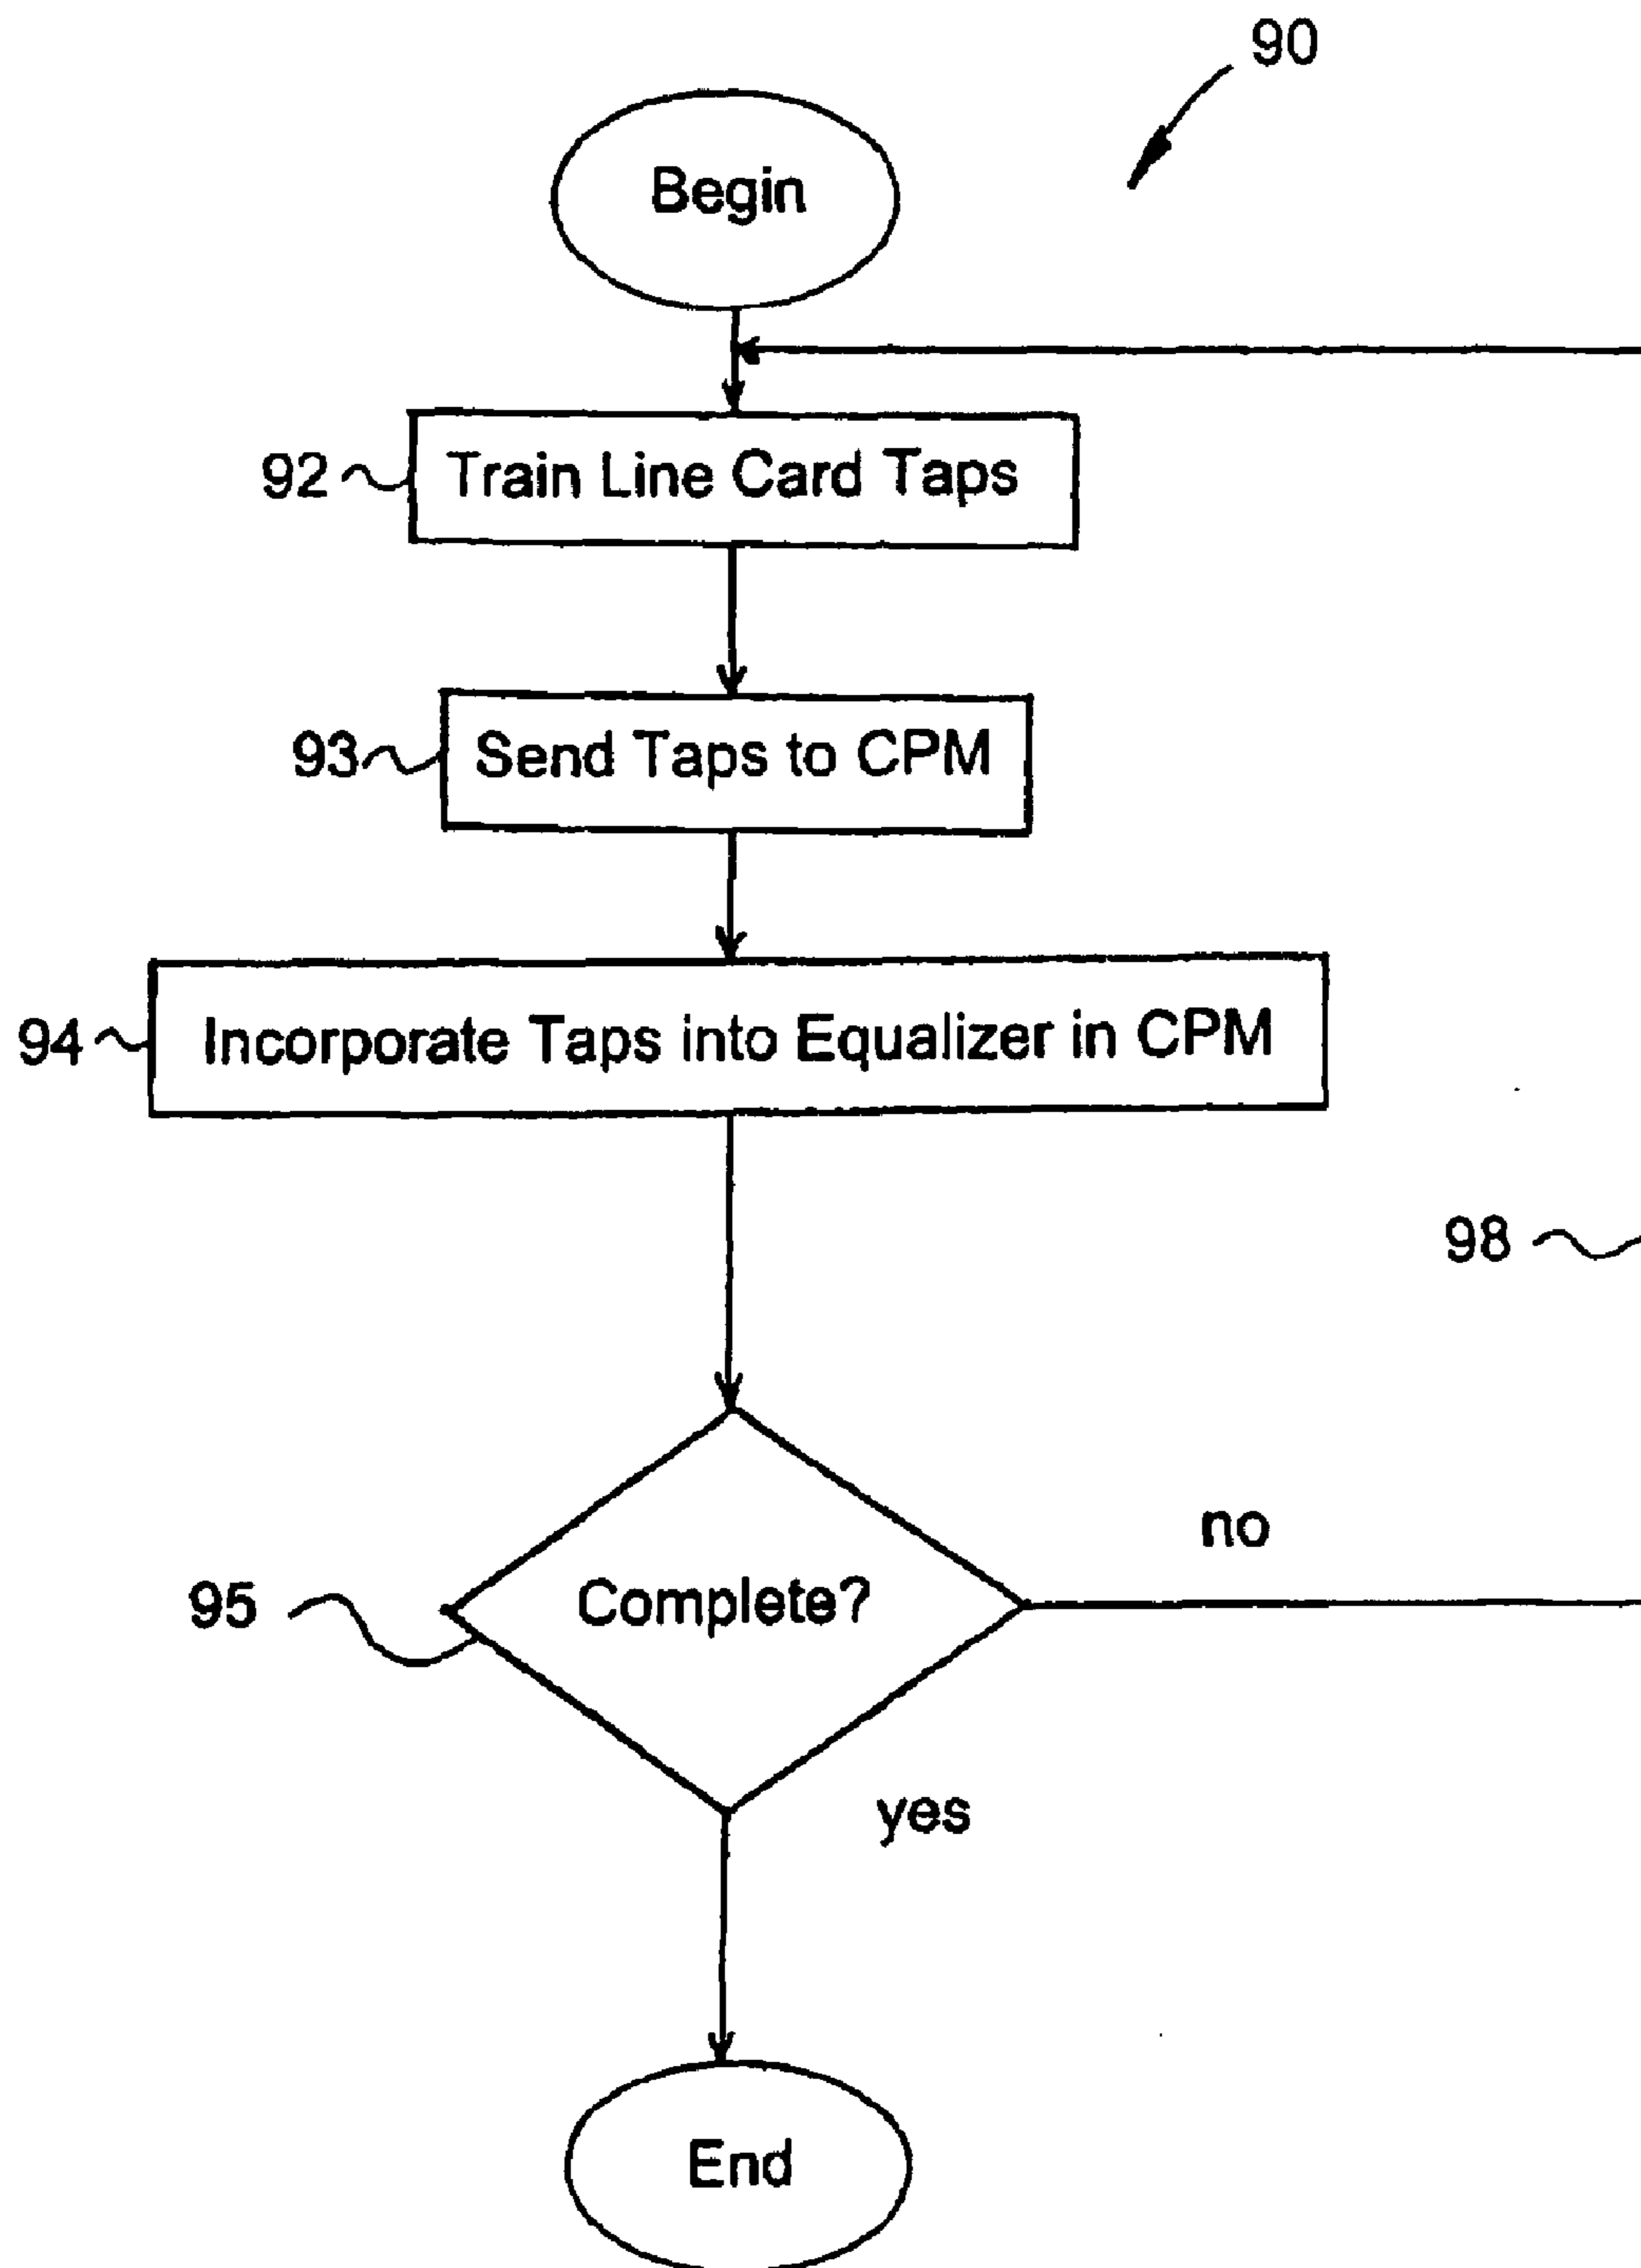 90
Begin
92 Train Line Card Taps
93 Send Taps to CPM
94 Incorporate Taps into Equalizer in CPM
98
no
95 Complete?
yes
End